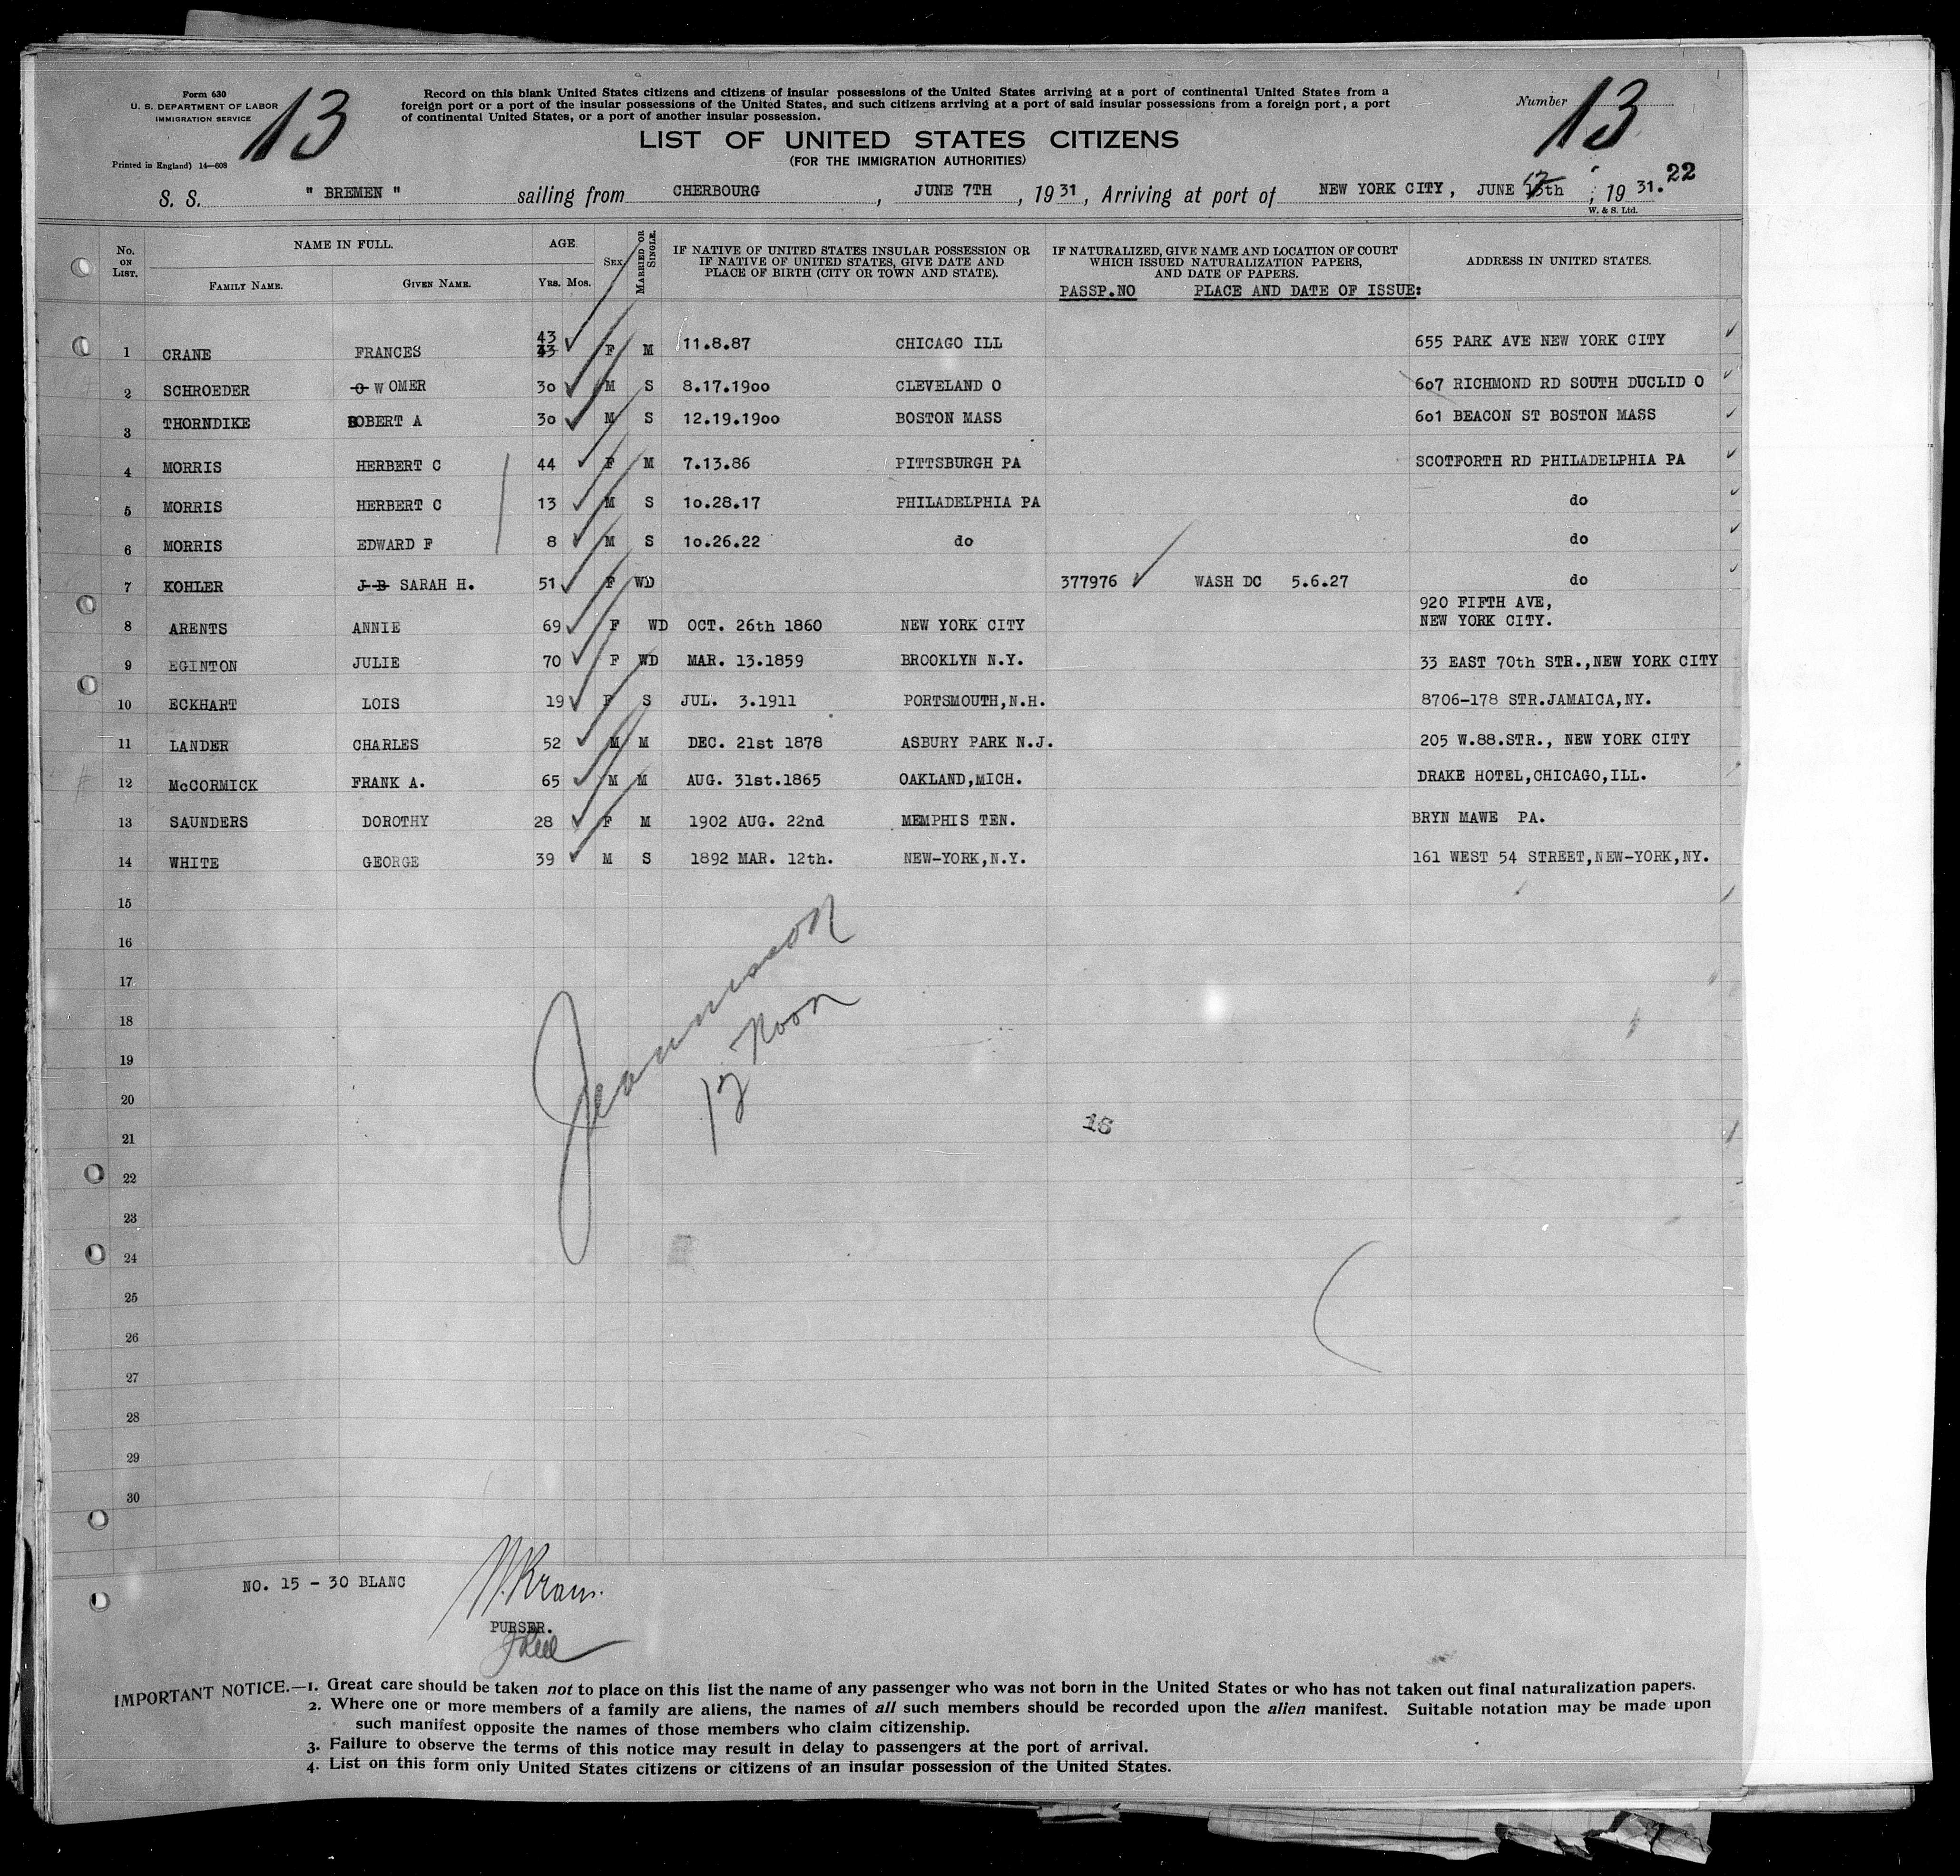 Form 630
U. S. DEPARTMENT OF LABOR
IMMIGRATION SERVICE
Printed in England) 14—608
13
Record on this blank United States citizens and citizens of insular possessions of the United States arriving at a port of continental United States from a
foreign port or a port of the insular possessions of the United States, and such citizens arriving at a port of said insular possessions from a foreign port, a port
of continental United States, or a port of another insular possession.
LIST OF UNITED STATES CITIZENS
(FOR THE IMMIGRATION AUTHORITIES)
Number 13
22
S. S. " BREMEN " sailing from CHERBOURG , JUNE 7TH , 19 31 , Arriving at port of NEW YORK CITY, JUNE 12th ; 19 31.
W. & S. Ltd.
No. ON LIST. NAME IN FULL. FAMILY NAME. GIVEN NAME. AGE Yrs. Mos. SEX MARRIED OR SINGLE. IF NATIVE OF UNITED STATES INSULAR POSSESSION OR IF NATIVE OF UNITED STATES, GIVE DATE AND PLACE OF BIRTH (CITY OR TOWN AND STATE). IF NATURALIZED, GIVE NAME AND LOCATION OF COURT WHICH ISSUED NATURALIZATION PAPERS, AND DATE OF PAPERS. ADDRESS IN UNITED STATES.
PASSP.NO PLACE AND DATE OF ISSUE:
1 CRANE FRANCES 43 43 F M 11.8.87 CHICAGO ILL 655 PARK AVE NEW YORK CITY
2 SCHROEDER O W OMER 30 M S 8.17.1900 CLEVELAND O 607 RICHMOND RD SOUTH DUCLID O
3 THORNDIKE ROBERT A 30 M S 12.19.1900 BOSTON MASS 601 BEACON ST BOSTON MASS
4 MORRIS HERBERT C 44 F M 7.13.86 PITTSBURGH PA SCOTFORTH RD PHILADELPHIA PA
5 MORRIS HERBERT C 13 M S 10.28.17 PHILADELPHIA PA do
6 MORRIS EDWARD F 8 M S 10.26.22 do do
7 KOHLER J B SARAH H. 51 F WD 377976 WASH DC 5.6.27 do
8 ARENTS ANNIE 69 F WD OCT. 26th 1860 NEW YORK CITY 920 FIFTH AVE, NEW YORK CITY.
9 EGINTON JULIE 70 F WD MAR. 13.1859 BROOKLYN N.Y. 33 EAST 70th STR.,NEW YORK CITY
10 ECKHART LOIS 19 F S JUL. 3.1911 PORTSMOUTH,N.H. 8706-178 STR.JAMAICA,NY.
11 LANDER CHARLES 52 M M DEC. 21st 1878 ASBURY PARK N.J. 205 W.88.STR., NEW YORK CITY
12 McCORMICK FRANK A. 65 M M AUG. 31st.1865 OAKLAND,MICH. DRAKE HOTEL,CHICAGO,ILL.
13 SAUNDERS DOROTHY 28 F M 1902 AUG. 22nd MEMPHIS TEN. BRYN MAWE PA.
14 WHITE GEORGE 39 M S 1892 MAR. 12th. NEW-YORK,N.Y. 161 WEST 54 STREET,NEW-YORK,NY.
15
16
17
18
19
20
21
22
23
24
25
26
27
28
29
30
12 Noon
16
NO. 15 - 30 BLANC
PURSER.
IMPORTANT NOTICE.—1. Great care should be taken not to place on this list the name of any passenger who was not born in the United States or who has not taken out final naturalization papers.
2. Where one or more members of a family are aliens, the names of all such members should be recorded upon the alien manifest. Suitable notation may be made upon
such manifest opposite the names of those members who claim citizenship.
3. Failure to observe the terms of this notice may result in delay to passengers at the port of arrival.
4. List on this form only United States citizens or citizens of an insular possession of the United States.